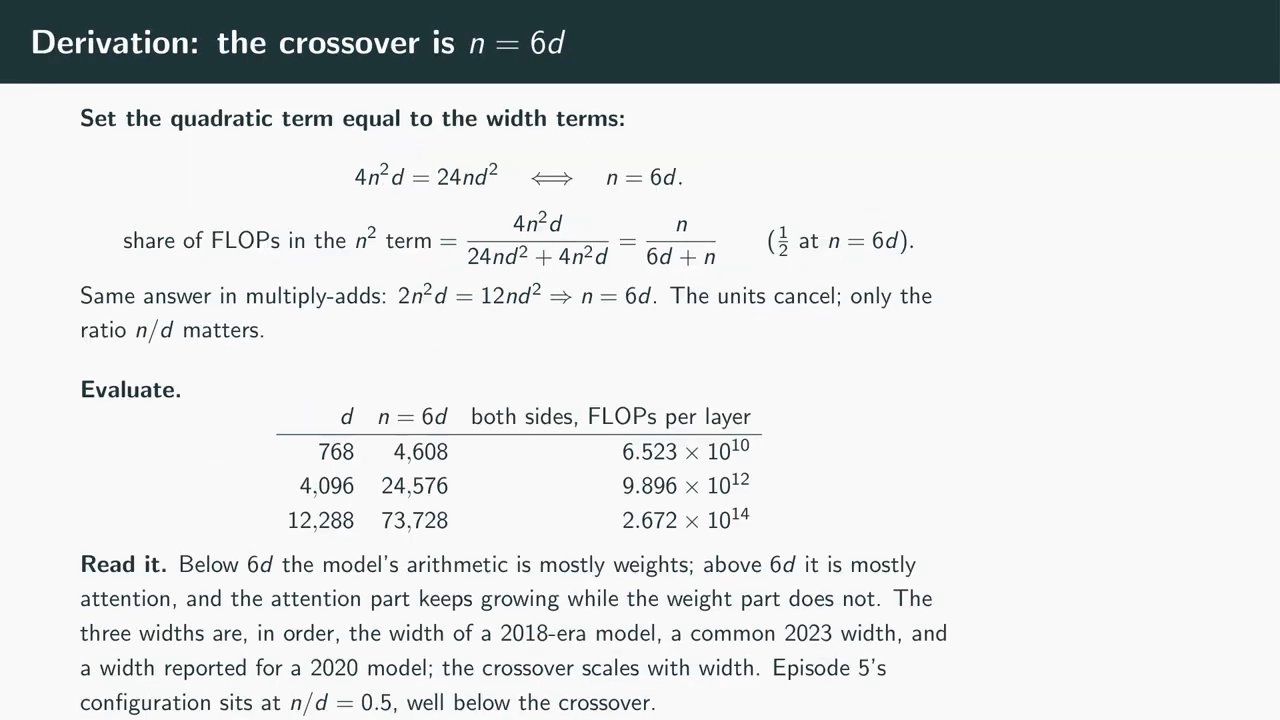 Derivation: the crossover is n = 6d
Set the quadratic term equal to the width terms:
4n²d = 24nd² ⟺ n = 6d.
share of FLOPs in the n² term = 4n²d / (24nd² + 4n²d) = n / (6d + n) (½ at n = 6d).
Same answer in multiply-adds: 2n²d = 12nd² ⇒ n = 6d. The units cancel; only the
ratio n/d matters.
Evaluate.
d n = 6d both sides, FLOPs per layer
768 4,608 6.523 × 10¹⁰
4,096 24,576 9.896 × 10¹²
12,288 73,728 2.672 × 10¹⁴
Read it. Below 6d the model's arithmetic is mostly weights; above 6d it is mostly
attention, and the attention part keeps growing while the weight part does not. The
three widths are, in order, the width of a 2018-era model, a common 2023 width, and
a width reported for a 2020 model; the crossover scales with width. Episode 5's
configuration sits at n/d = 0.5, well below the crossover.